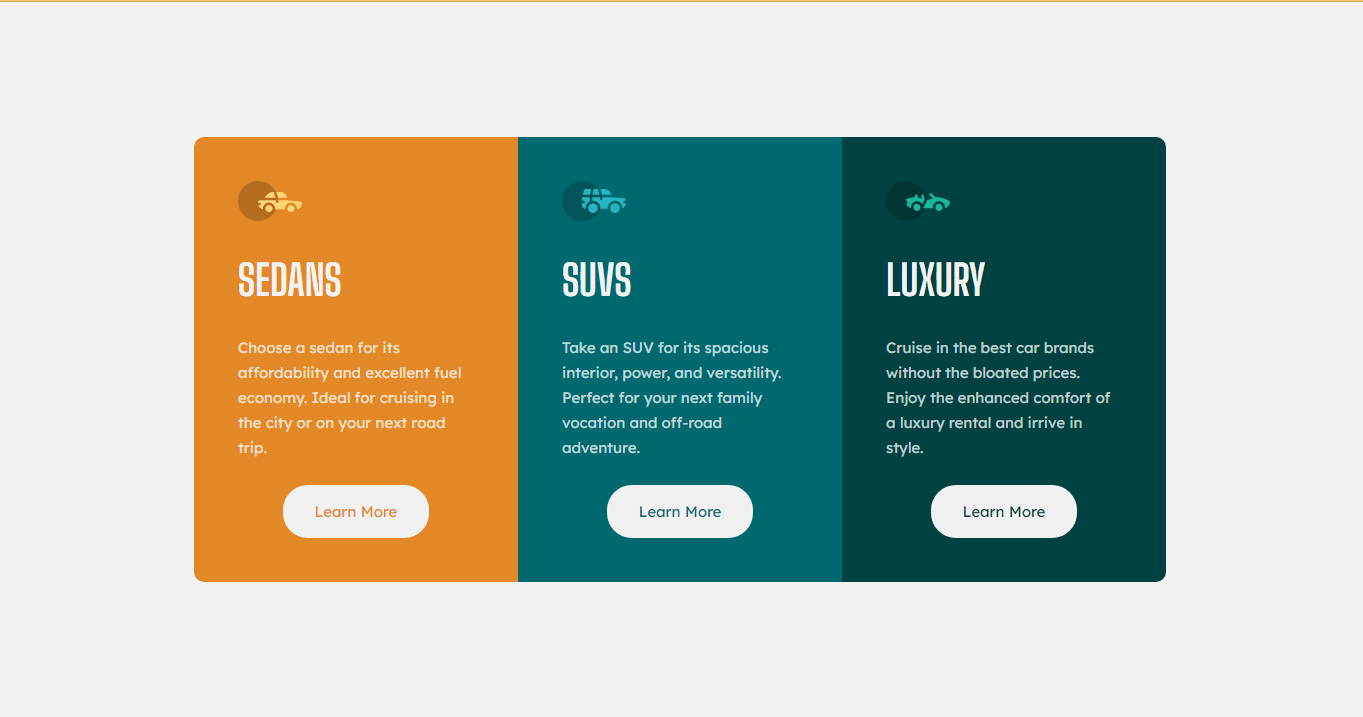 SEDANS
Choose a sedan for its
affordability and excellent fuel
economy. Ideal for cruising in
the city or on your next road
trip.
Learn More
SUVS
Take an SUV for its spacious
interior, power, and versatility.
Perfect for your next family
vocation and off-road
adventure.
Learn More
LUXURY
Cruise in the best car brands
without the bloated prices.
Enjoy the enhanced comfort of
a luxury rental and irrive in
style.
Learn More